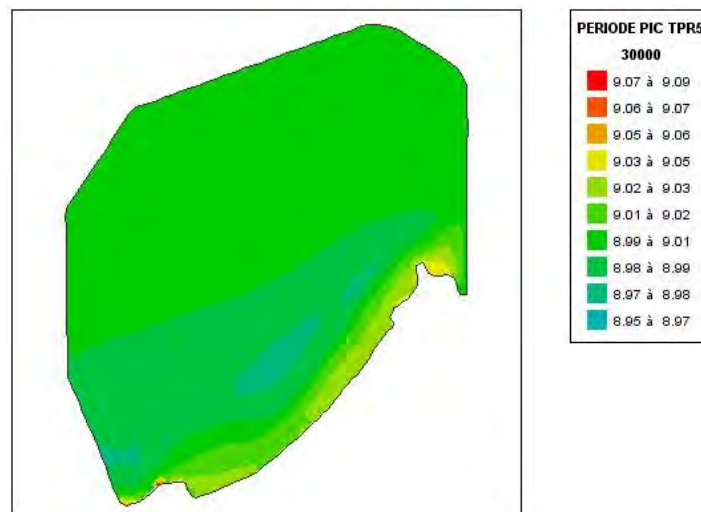 PERIODE PIC TPR5
30000
9.07 à 9.09
9.06 à 9.07
9.05 à 9.06
9.03 à 9.05
9.02 à 9.03
9.01 à 9.02
8.99 à 9.01
8.98 à 8.99
8.97 à 8.98
8.95 à 8.97